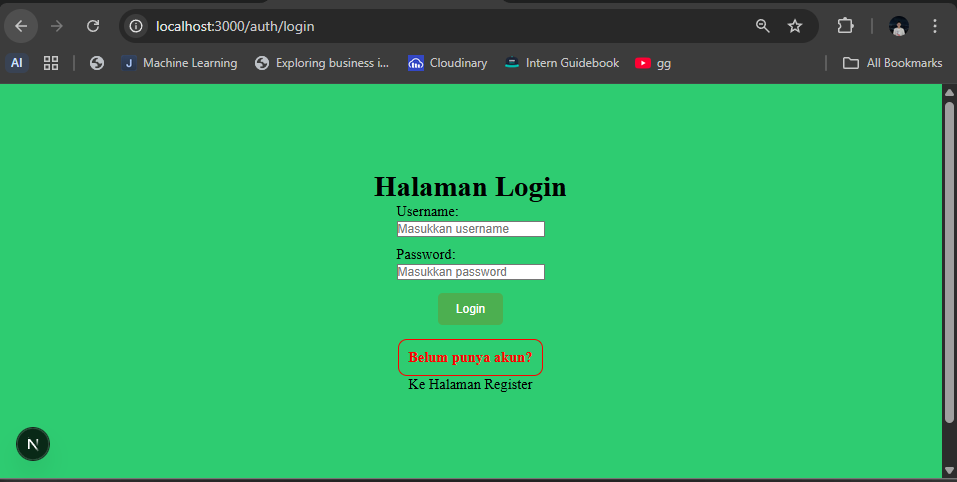 localhost:3000/auth/login
AI
J Machine Learning Exploring business i... Cloudinary Intern Guidebook gg All Bookmarks
Halaman Login
Username:
Masukkan username
Password:
Masukkan password
Login
Belum punya akun?
Ke Halaman Register
N